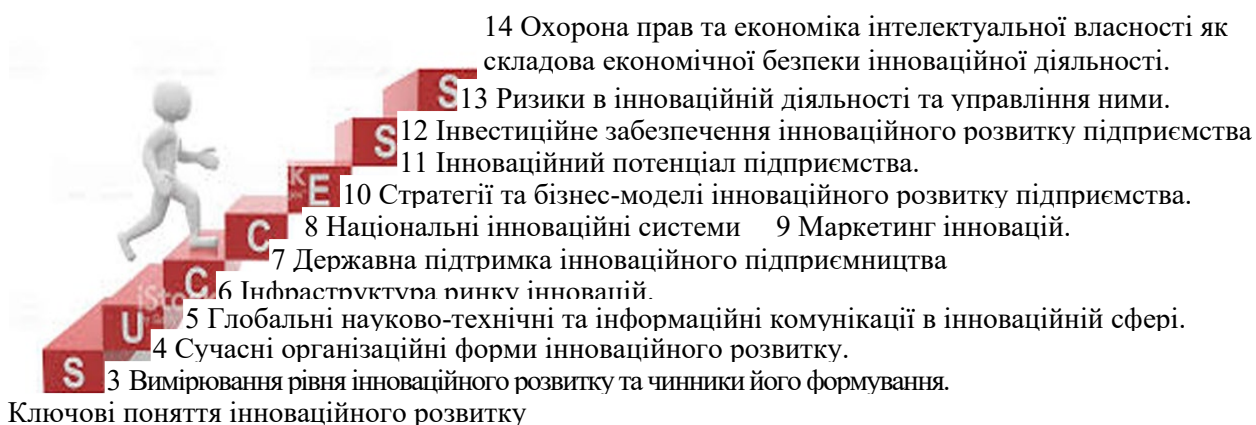 14 Охорона прав та економіка інтелектуальної власності як
складова економічної безпеки інноваційної діяльності.
S 13 Ризики в інноваційній діяльності та управління ними.
S 12 Інвестиційне забезпечення інноваційного розвитку підприємства
11 Інноваційний потенціал підприємства.
E 10 Стратегії та бізнес-моделі інноваційного розвитку підприємства.
C 8 Національні інноваційні системи 9 Маркетинг інновацій.
7 Державна підтримка інноваційного підприємництва
C 6 Інфраструктура ринку інновацій.
U 5 Глобальні науково-технічні та інформаційні комунікації в інноваційній сфері.
4 Сучасні організаційні форми інноваційного розвитку.
S 3 Вимірювання рівня інноваційного розвитку та чинники його формування.
Ключові поняття інноваційного розвитку